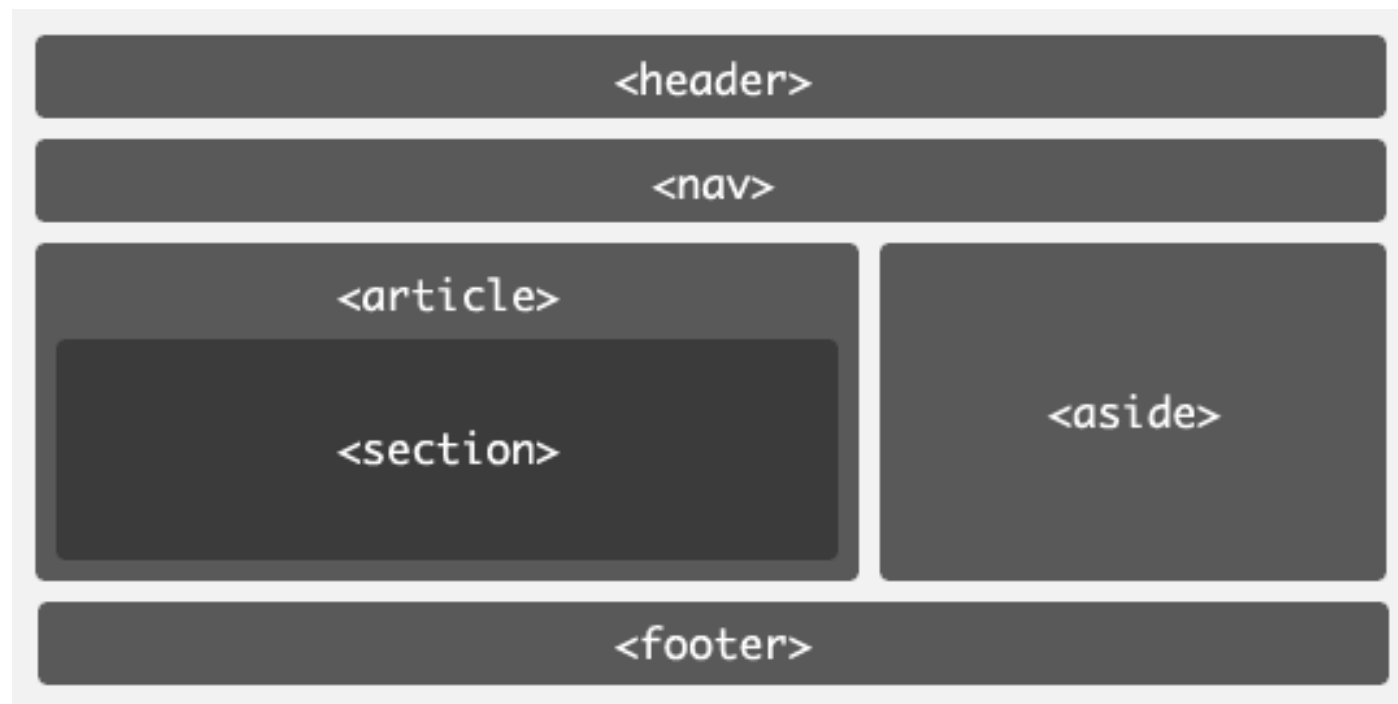 <header>
<nav>
<article>
<section>
<aside>
<footer>